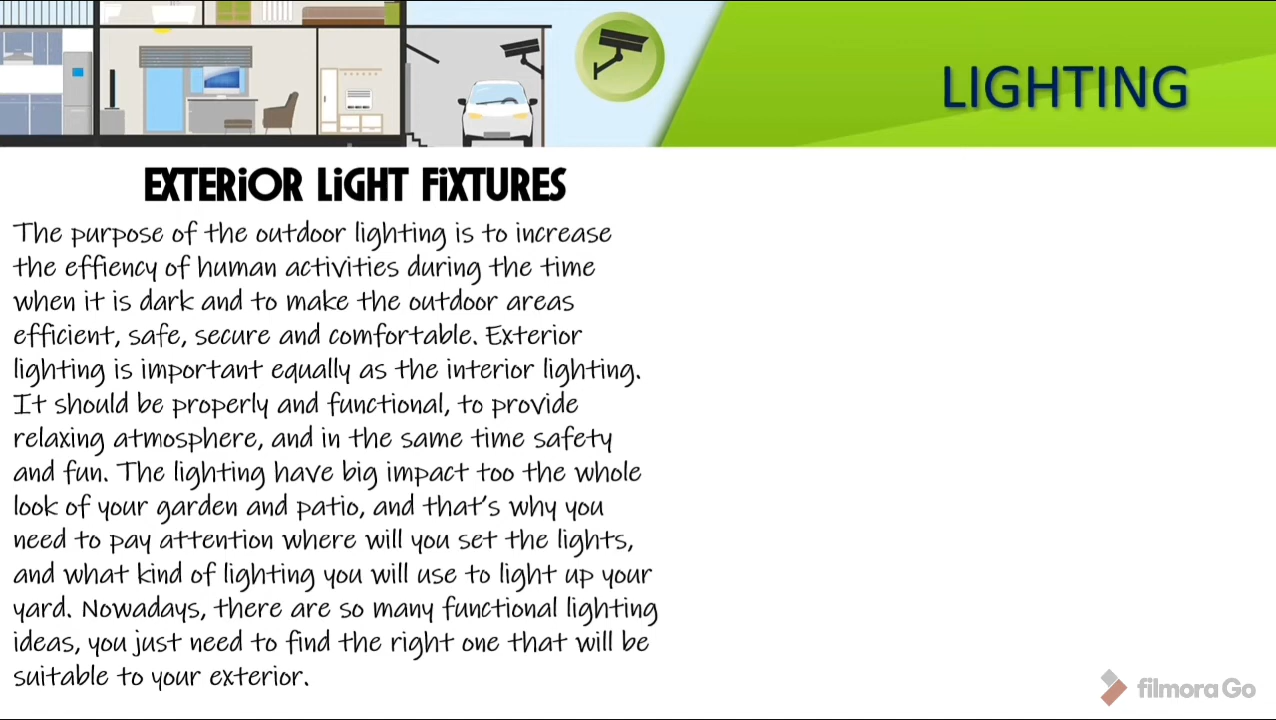 LIGHTING
EXTERiOR LiGHT FiXTURES
The purpose of the outdoor lighting is to increase
the effiency of human activities during the time
when it is dark and to make the outdoor areas
efficient, safe, secure and comfortable. Exterior
lighting is important equally as the interior lighting.
It should be properly and functional, to provide
relaxing atmosphere, and in the same time safety
and fun. The lighting have big impact too the whole
look of your garden and patio, and that's why you
need to pay attention where will you set the lights,
and what kind of lighting you will use to light up your
yard. Nowadays, there are so many functional lighting
ideas, you just need to find the right one that will be
suitable to your exterior.
filmoraGo